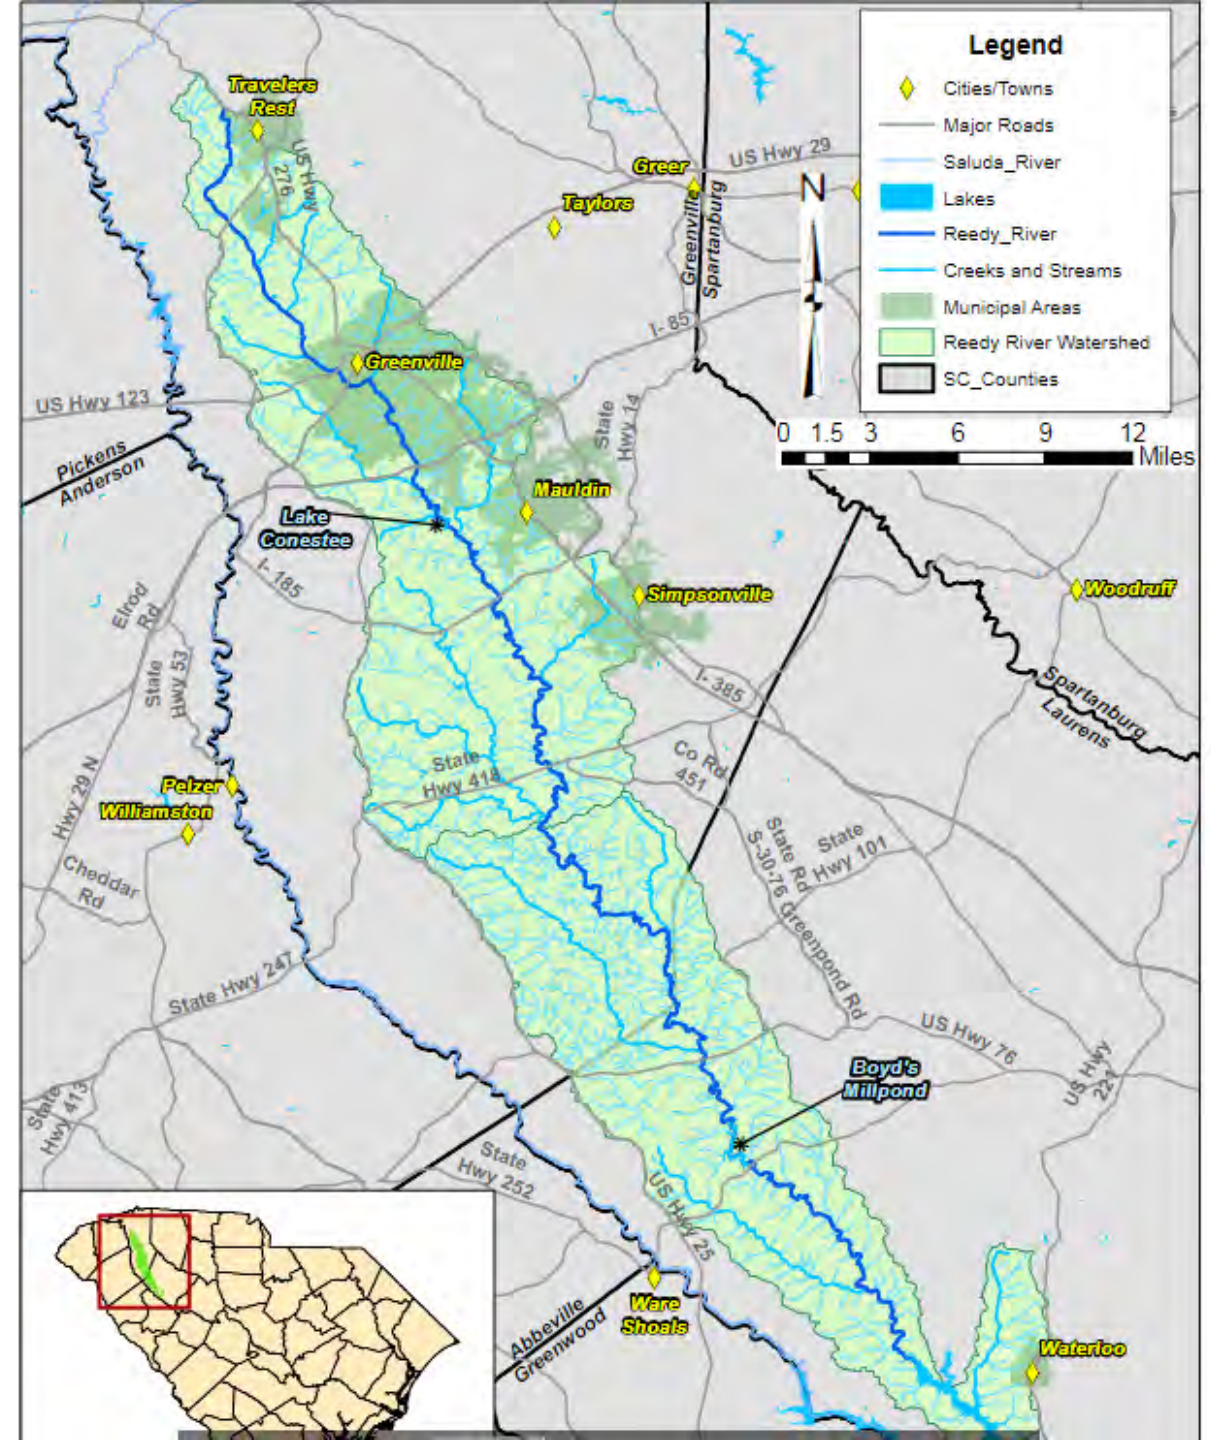 Legend
Cities/Towns
Major Roads
Saluda_River
Lakes
Reedy_River
Creeks and Streams
Municipal Areas
Reedy River Watershed
SC_Counties
N
0 1.5 3 6 9 12
Miles
Travelers
Rest
US Hwy
276
Greer
Taylors
US Hwy 29
Greenville
Spartanburg
I- 85
Greenville
US Hwy 123
Pickens
Anderson
State
Hwy 14
Mauldin
Lake
Conestee
I- 185
Elrod
Rd
Simpsonville
Woodruff
State
Hwy 53
I- 385
Spartanburg
Laurens
State
Hwy 418
Co Rd
451
Pelzer
Williamston
Hwy 29 N
Cheddar
Rd
State Rd
S-30-76 Greenpond Rd
State
Hwy 101
State Hwy 247
US Hwy 76
US Hwy
221
Boyd's
Millpond
State
Hwy 413
State
Hwy 252
US Hwy 25
Ware
Shoals
Abbeville
Greenwood
Waterloo